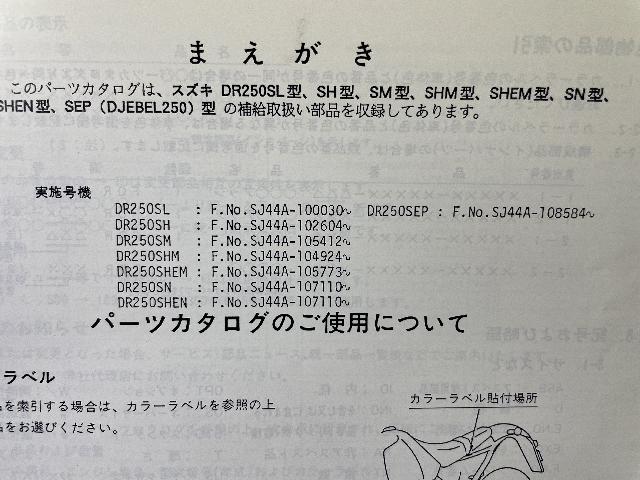 まえがき
このパーツカタログは、スズキ DR250SL型、SH型、SM型、SHM型、SHEM型、SN型、
SHEN型、SEP（DJEBEL250）型 の補給取扱い部品を収録してあります。
実施号機
DR250SL : F.No.SJ44A-100030~ DR250SEP : F.No.SJ44A-108584~
DR250SH : F.No.SJ44A-102604~
DR250SM : F.No.SJ44A-105412~
DR250SHM : F.No.SJ44A-104924~
DR250SHEM : F.No.SJ44A-105773~
DR250SN : F.No.SJ44A-107110~
DR250SHEN : F.No.SJ44A-107110~
パーツカタログのご使用について
ラベル
を索引する場合は、カラーラベルを参照の上
をお選びください。
カラーラベル貼付場所